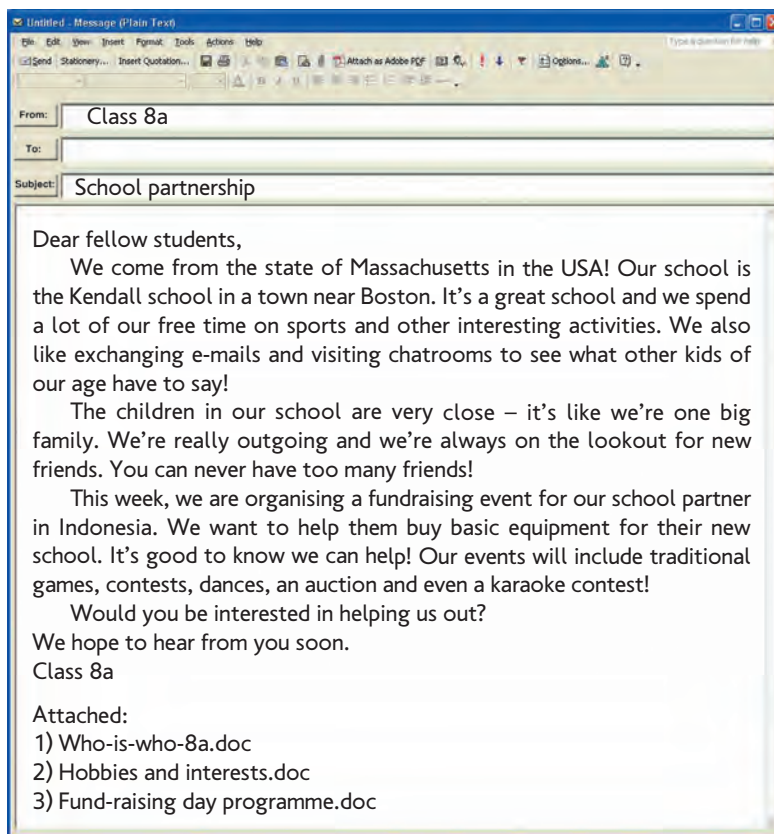 Untitled - Message (Plain Text)
File Edit View Insert Format Tools Actions Help
Type a question for help
Send Stationery... Insert Quotation... Attach as Adobe PDF Options...
From: Class 8a
To:
Subject: School partnership
Dear fellow students,
We come from the state of Massachusetts in the USA! Our school is
the Kendall school in a town near Boston. It's a great school and we spend
a lot of our free time on sports and other interesting activities. We also
like exchanging e-mails and visiting chatrooms to see what other kids of
our age have to say!
The children in our school are very close – it's like we're one big
family. We're really outgoing and we're always on the lookout for new
friends. You can never have too many friends!
This week, we are organising a fundraising event for our school partner
in Indonesia. We want to help them buy basic equipment for their new
school. It's good to know we can help! Our events will include traditional
games, contests, dances, an auction and even a karaoke contest!
Would you be interested in helping us out?
We hope to hear from you soon.
Class 8a
Attached:
1) Who-is-who-8a.doc
2) Hobbies and interests.doc
3) Fund-raising day programme.doc